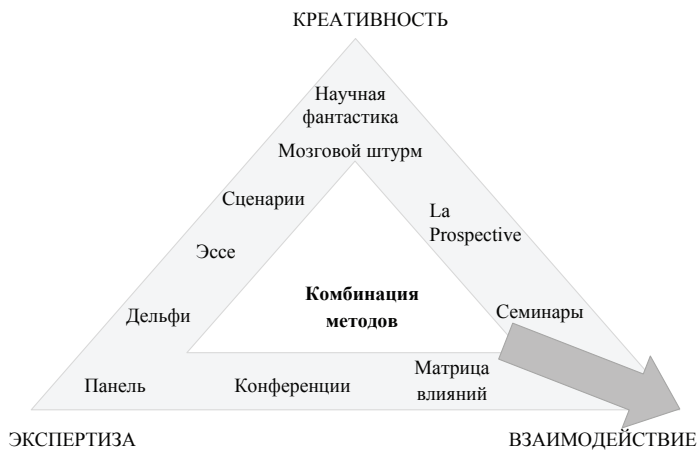 КРЕАТИВНОСТЬ
Научная
фантастика
Мозговой штурм
Сценарии
La
Prospective
Эссе
Комбинация
методов
Дельфи
Семинары
Панель
Конференции
Матрица
влияний
ЭКСПЕРТИЗА
ВЗАИМОДЕЙСТВИЕ